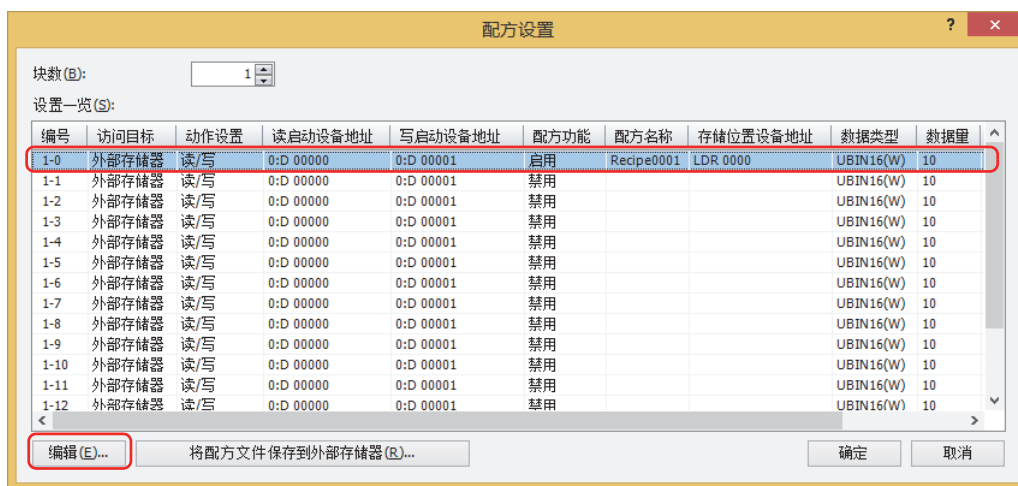 配方设置
? ×
块数(B): 1
设置一览(S):
编号 访问目标 动作设置 读启动设备地址 写启动设备地址 配方功能 配方名称 存储位置设备地址 数据类型 数据量
1-0 外部存储器 读/写 0:D 00000 0:D 00001 启用 Recipe0001 LDR 0000 UBIN16(W) 10
1-1 外部存储器 读/写 0:D 00000 0:D 00001 禁用 UBIN16(W) 10
1-2 外部存储器 读/写 0:D 00000 0:D 00001 禁用 UBIN16(W) 10
1-3 外部存储器 读/写 0:D 00000 0:D 00001 禁用 UBIN16(W) 10
1-4 外部存储器 读/写 0:D 00000 0:D 00001 禁用 UBIN16(W) 10
1-5 外部存储器 读/写 0:D 00000 0:D 00001 禁用 UBIN16(W) 10
1-6 外部存储器 读/写 0:D 00000 0:D 00001 禁用 UBIN16(W) 10
1-7 外部存储器 读/写 0:D 00000 0:D 00001 禁用 UBIN16(W) 10
1-8 外部存储器 读/写 0:D 00000 0:D 00001 禁用 UBIN16(W) 10
1-9 外部存储器 读/写 0:D 00000 0:D 00001 禁用 UBIN16(W) 10
1-10 外部存储器 读/写 0:D 00000 0:D 00001 禁用 UBIN16(W) 10
1-11 外部存储器 读/写 0:D 00000 0:D 00001 禁用 UBIN16(W) 10
1-12 外部存储器 读/写 0:D 00000 0:D 00001 禁用 UBIN16(W) 10
编辑(E)... 将配方文件保存到外部存储器(R)... 确定 取消